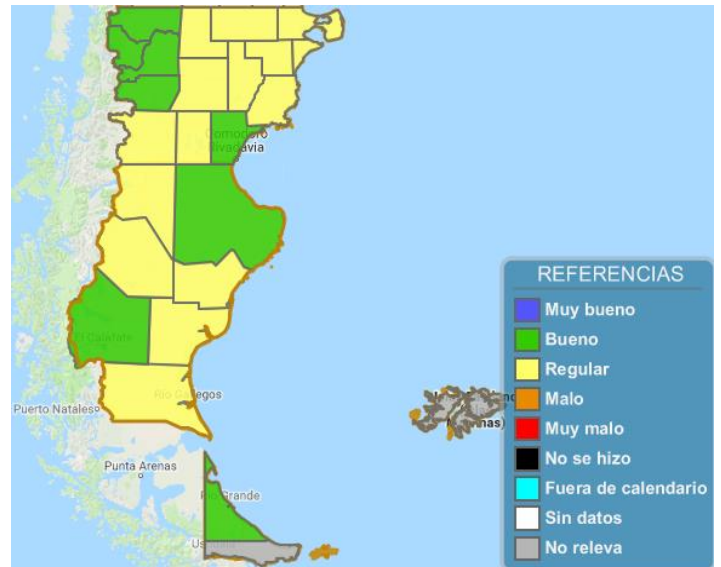 Comodoro
Rivadavia
El Calafate
Río Gallegos
Puerto Natales
Punta Arenas
Río Grande
REFERENCIAS
Muy bueno
Bueno
Regular
Malo
Muy malo
No se hizo
Fuera de calendario
Sin datos
No releva